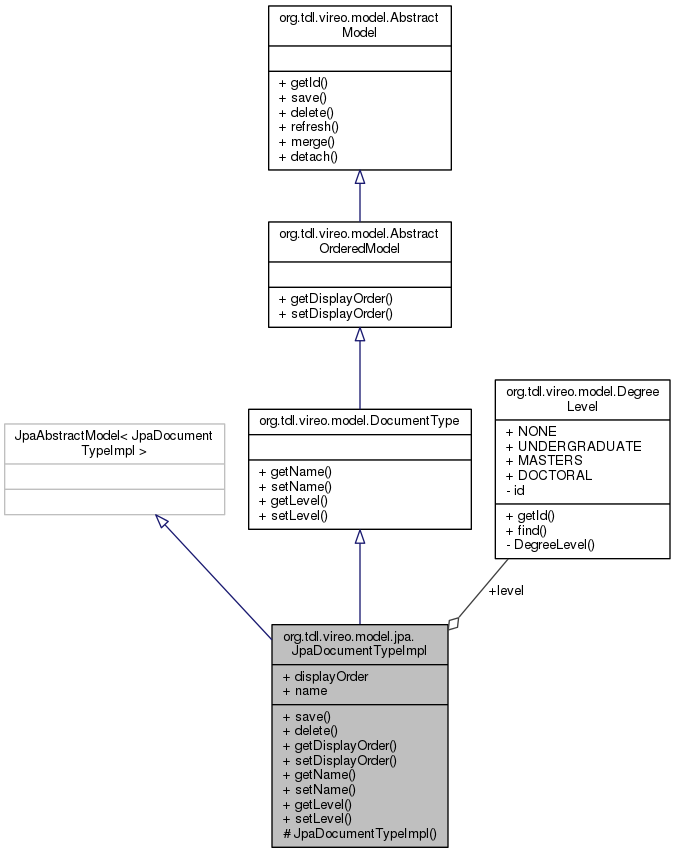 org.tdl.vireo.model.Abstract
Model
+ getId()
+ save()
+ delete()
+ refresh()
+ merge()
+ detach()
org.tdl.vireo.model.Abstract
OrderedModel
+ getDisplayOrder()
+ setDisplayOrder()
JpaAbstractModel< JpaDocument
TypeImpl >
org.tdl.vireo.model.DocumentType
+ getName()
+ setName()
+ getLevel()
+ setLevel()
org.tdl.vireo.model.Degree
Level
+ NONE
+ UNDERGRADUATE
+ MASTERS
+ DOCTORAL
- id
+ getId()
+ find()
- DegreeLevel()
+level
org.tdl.vireo.model.jpa.
JpaDocumentTypeImpl
+ displayOrder
+ name
+ save()
+ delete()
+ getDisplayOrder()
+ setDisplayOrder()
+ getName()
+ setName()
+ getLevel()
+ setLevel()
# JpaDocumentTypeImpl()